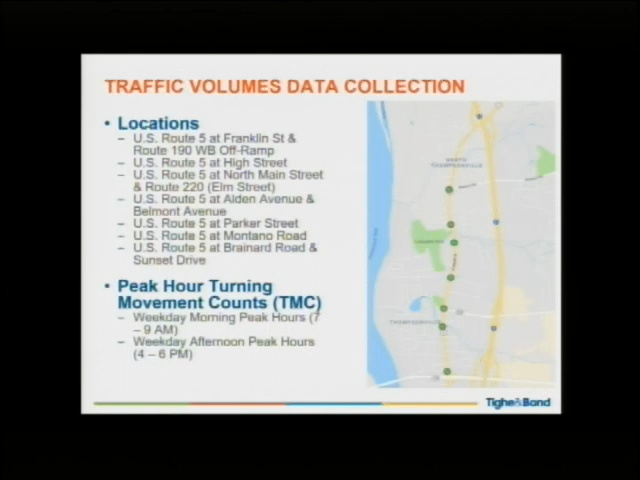 TRAFFIC VOLUMES DATA COLLECTION
• Locations
– U.S. Route 5 at Franklin St &
Route 190 WB Off-Ramp
– U.S. Route 5 at High Street
– U.S. Route 5 at North Main Street
& Route 220 (Elm Street)
– U.S. Route 5 at Alden Avenue &
Belmont Avenue
– U.S. Route 5 at Parker Street
– U.S. Route 5 at Montano Road
– U.S. Route 5 at Brainard Road &
Sunset Drive
• Peak Hour Turning
Movement Counts (TMC)
– Weekday Morning Peak Hours (7
– 9 AM)
– Weekday Afternoon Peak Hours
(4 – 6 PM)
Tighe&Bond